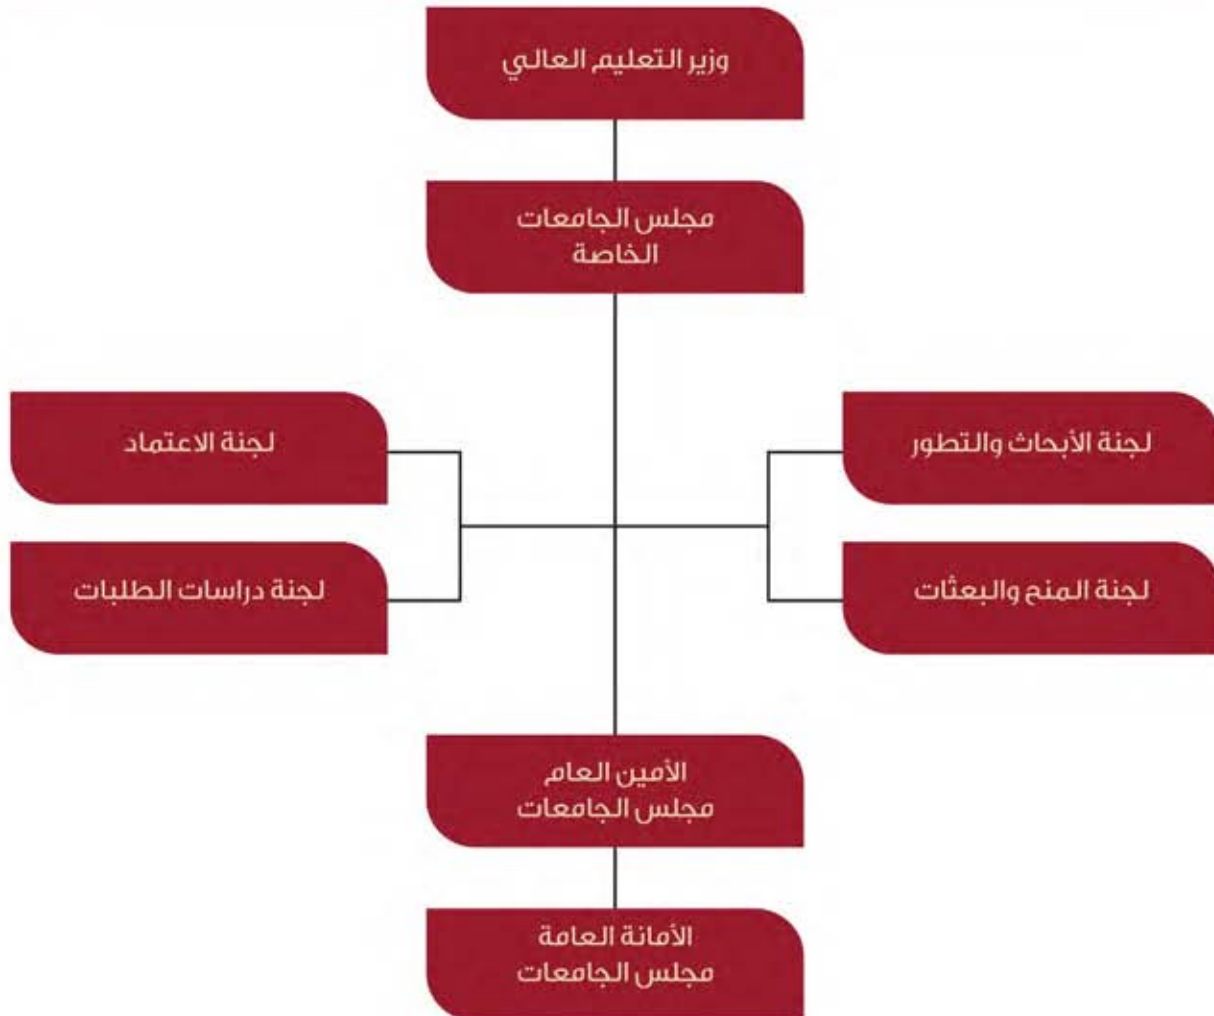 وزير التعليم العالي
مجلس الجامعات
الخاصة
لجنة الأبحاث والتطور
لجنة الاعتماد
لجنة المنح والبعثات
لجنة دراسات الطلبات
الأمين العام
مجلس الجامعات
الأمانة العامة
مجلس الجامعات